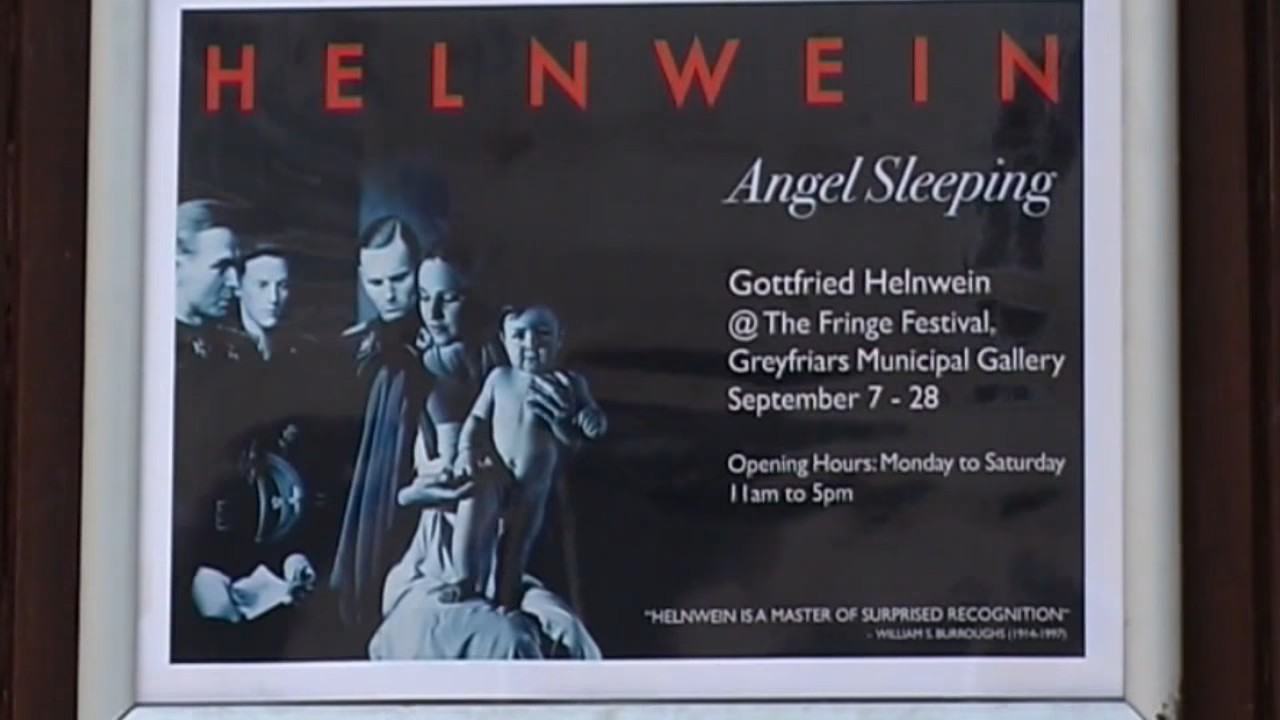 HELNWEIN
Angel Sleeping
Gottfried Helnwein
@ The Fringe Festival,
Greyfriars Municipal Gallery
September 7 - 28
Opening Hours: Monday to Saturday
11am to 5pm
"HELNWEIN IS A MASTER OF SURPRISED RECOGNITION"
- WILLIAM S. BURROUGHS (1914-1997)